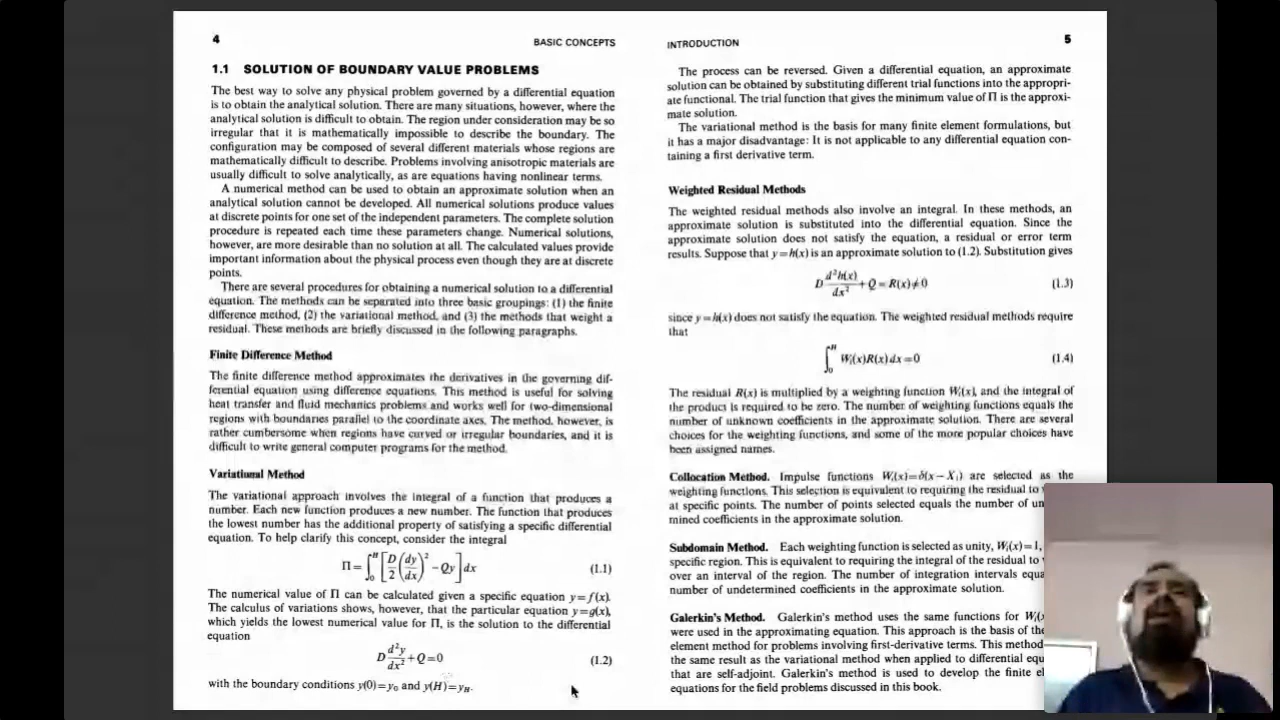 4
BASIC CONCEPTS
1.1 SOLUTION OF BOUNDARY VALUE PROBLEMS
The best way to solve any physical problem governed by a differential equation
is to obtain the analytical solution. There are many situations, however, where the
analytical solution is difficult to obtain. The region under consideration may be so
irregular that it is mathematically impossible to describe the boundary. The
configuration may be composed of several different materials whose regions are
mathematically difficult to describe. Problems involving anisotropic materials are
usually difficult to solve analytically, as are equations having nonlinear terms.
A numerical method can be used to obtain an approximate solution when an
analytical solution cannot be developed. All numerical solutions produce values
at discrete points for one set of the independent parameters. The complete solution
procedure is repeated each time these parameters change. Numerical solutions,
however, are more desirable than no solution at all. The calculated values provide
important information about the physical process even though they are at discrete
points.
There are several procedures for obtaining a numerical solution to a differential
equation. The methods can be separated into three basic groupings: (1) the finite
difference method, (2) the variational method, and (3) the methods that weight a
residual. These methods are briefly discussed in the following paragraphs.
Finite Difference Method
The finite difference method approximates the derivatives in the governing dif-
ferential equation using difference equations. This method is useful for solving
heat transfer and fluid mechanics problems and works well for two-dimensional
regions with boundaries parallel to the coordinate axes. The method, however, is
rather cumbersome when regions have curved or irregular boundaries, and it is
difficult to write general computer programs for the method.
Variational Method
The variational approach involves the integral of a function that produces a
number. Each new function produces a new number. The function that produces
the lowest number has the additional property of satisfying a specific differential
equation. To help clarify this concept, consider the integral
Π = ∫₀ᴴ [D/2 (dy/dx)² − Qy] dx (1.1)
The numerical value of Π can be calculated given a specific equation y=f(x).
The calculus of variations shows, however, that the particular equation y=g(x),
which yields the lowest numerical value for Π, is the solution to the differential
equation
D d²y/dx² + Q = 0 (1.2)
with the boundary conditions y(0)=y₀ and y(H)=y_H.
INTRODUCTION
5
The process can be reversed. Given a differential equation, an approximate
solution can be obtained by substituting different trial functions into the appropri-
ate functional. The trial function that gives the minimum value of Π is the approxi-
mate solution.
The variational method is the basis for many finite element formulations, but
it has a major disadvantage: It is not applicable to any differential equation con-
taining a first derivative term.
Weighted Residual Methods
The weighted residual methods also involve an integral. In these methods, an
approximate solution is substituted into the differential equation. Since the
approximate solution does not satisfy the equation, a residual or error term
results. Suppose that y=h(x) is an approximate solution to (1.2). Substitution gives
D d²h(x)/dx² + Q = R(x) ≠ 0 (1.3)
since y=h(x) does not satisfy the equation. The weighted residual methods require
that
∫₀ᴴ Wᵢ(x)R(x) dx = 0 (1.4)
The residual R(x) is multiplied by a weighting function Wᵢ(x), and the integral of
the product is required to be zero. The number of weighting functions equals the
number of unknown coefficients in the approximate solution. There are several
choices for the weighting functions, and some of the more popular choices have
been assigned names.
Collocation Method. Impulse functions Wᵢ(x)=δ(x−Xᵢ) are selected as the
weighting functions. This selection is equivalent to requiring the residual to
at specific points. The number of points selected equals the number of un
mined coefficients in the approximate solution.
Subdomain Method. Each weighting function is selected as unity, Wᵢ(x)=1,
specific region. This is equivalent to requiring the integral of the residual to
over an interval of the region. The number of integration intervals equa
number of undetermined coefficients in the approximate solution.
Galerkin's Method. Galerkin's method uses the same functions for Wᵢ(x
were used in the approximating equation. This approach is the basis of the
element method for problems involving first-derivative terms. This method
the same result as the variational method when applied to differential equ
that are self-adjoint. Galerkin's method is used to develop the finite el
equations for the field problems discussed in this book.